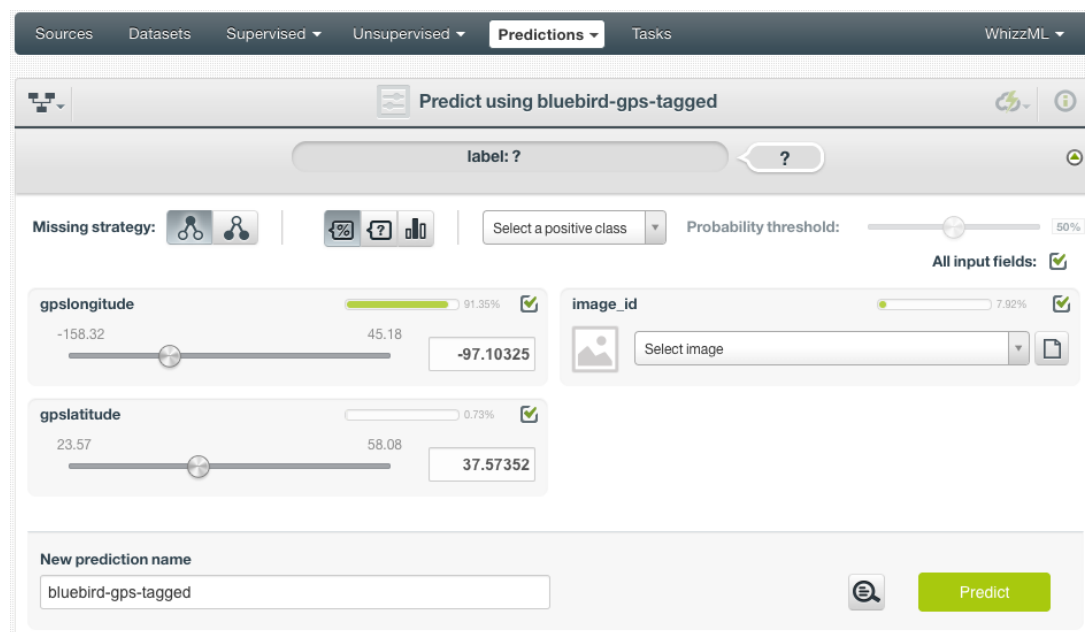 Sources Datasets Supervised Unsupervised Predictions Tasks WhizzML
Predict using bluebird-gps-tagged
label: ? ?
Missing strategy: % ? Select a positive class Probability threshold: 50%
All input fields:
gpslongitude 91.35% image_id 7.92%
-158.32 45.18
-97.10325 Select image
gpslatitude 0.73%
23.57 58.08
37.57352
New prediction name
bluebird-gps-tagged Predict